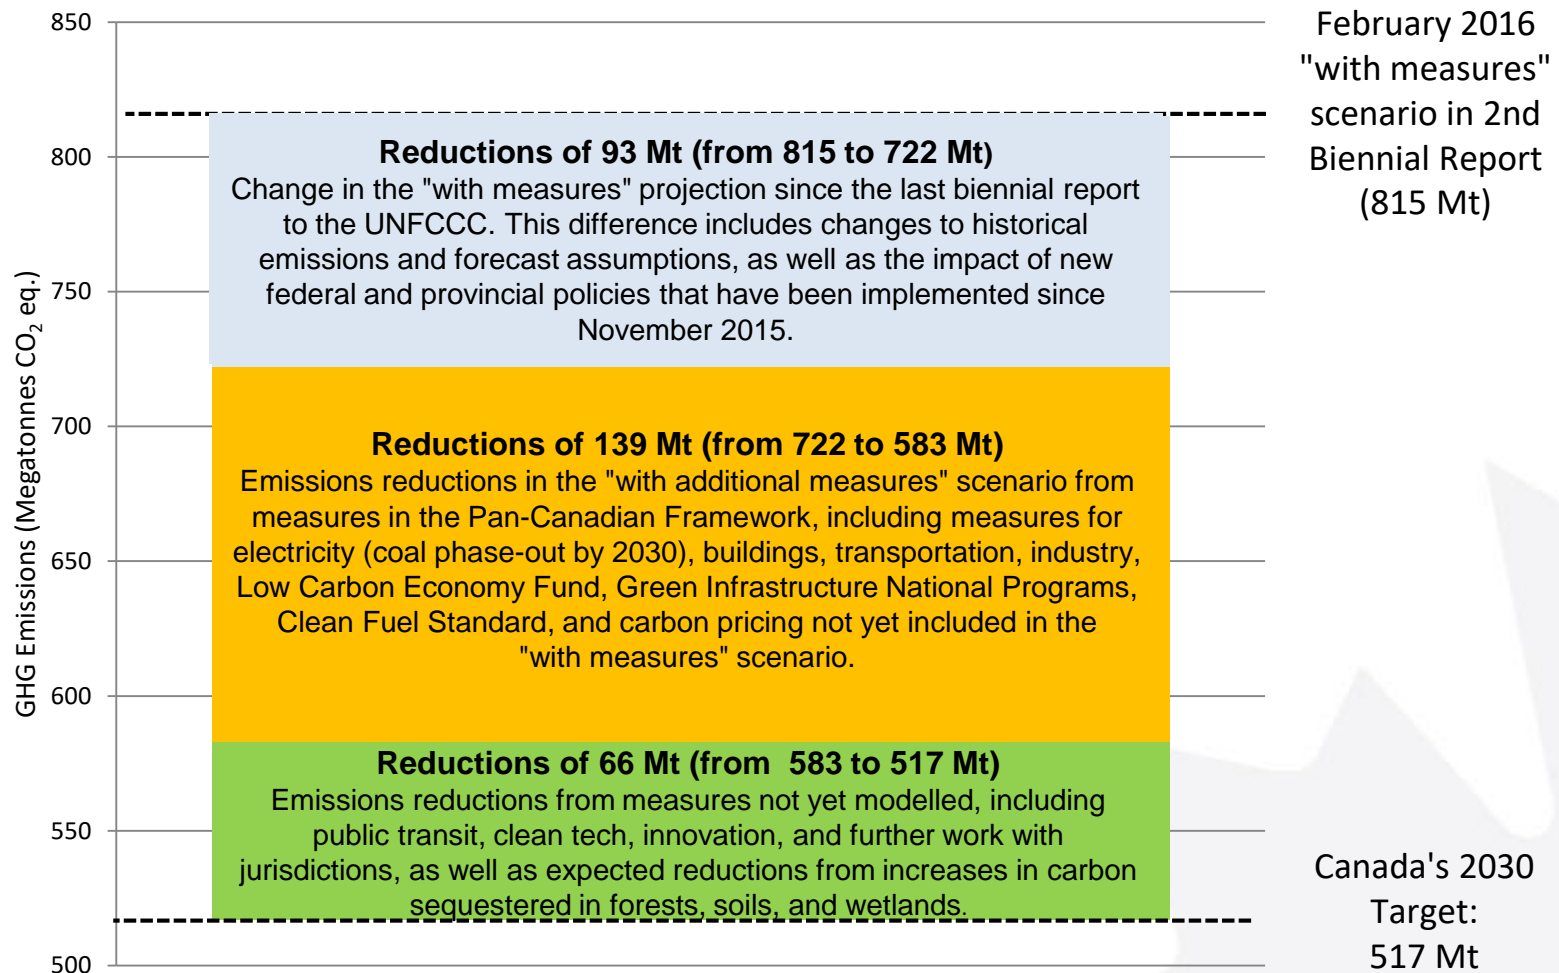 850
800
750
700
650
600
550
500
GHG Emissions (Megatonnes CO₂ eq.)
Reductions of 93 Mt (from 815 to 722 Mt)
Change in the "with measures" projection since the last biennial report
to the UNFCCC. This difference includes changes to historical
emissions and forecast assumptions, as well as the impact of new
federal and provincial policies that have been implemented since
November 2015.
Reductions of 139 Mt (from 722 to 583 Mt)
Emissions reductions in the "with additional measures" scenario from
measures in the Pan-Canadian Framework, including measures for
electricity (coal phase-out by 2030), buildings, transportation, industry,
Low Carbon Economy Fund, Green Infrastructure National Programs,
Clean Fuel Standard, and carbon pricing not yet included in the
"with measures" scenario.
Reductions of 66 Mt (from  583 to 517 Mt)
Emissions reductions from measures not yet modelled, including
public transit, clean tech, innovation, and further work with
jurisdictions, as well as expected reductions from increases in carbon
sequestered in forests, soils, and wetlands.
February 2016
"with measures"
scenario in 2nd
Biennial Report
(815 Mt)
Canada's 2030
Target:
517 Mt